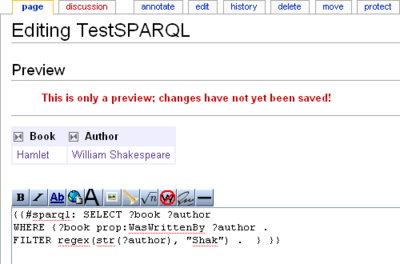 page discussion annotate edit history delete move protect
Editing TestSPARQL
Preview
This is only a preview; changes have not yet been saved!
Book Author
Hamlet William Shakespeare
B I Ab A √n W
{{#sparql: SELECT ?book ?author
WHERE {?book prop:WasWrittenBy ?author .
FILTER regex(str(?author), "Shak") . } }}